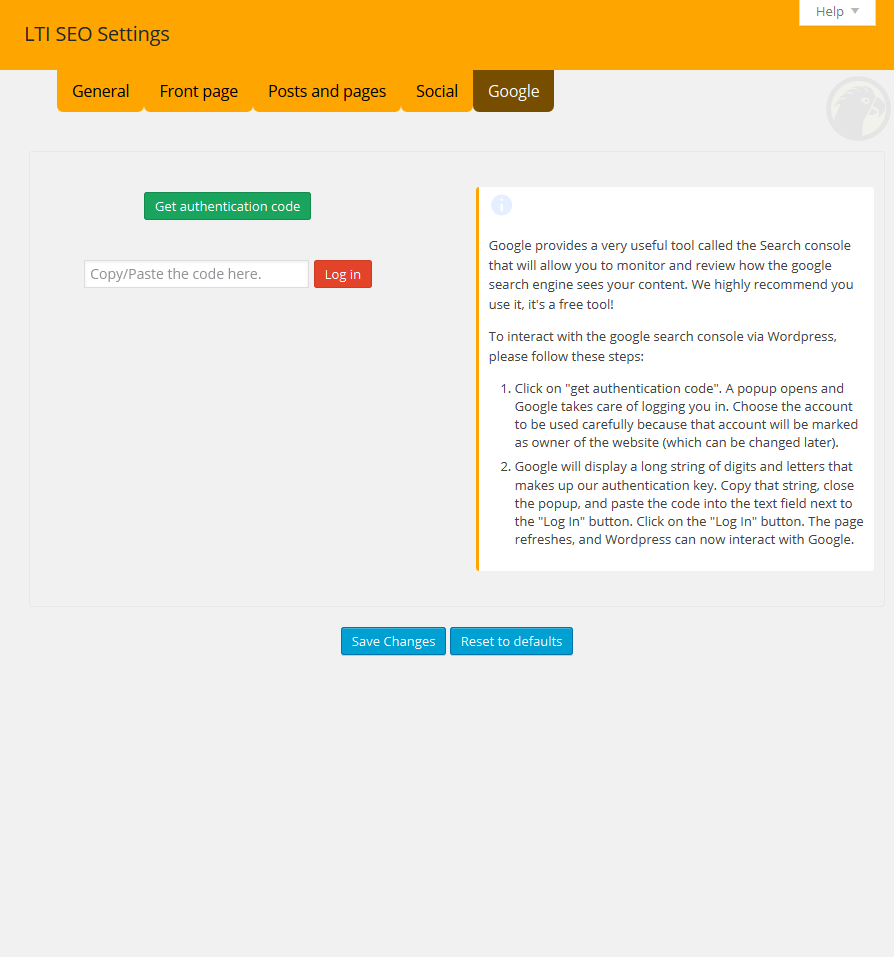 Help
LTI SEO Settings
General
Front page
Posts and pages
Social
Google
Get authentication code
Copy/Paste the code here.
Log in
Google provides a very useful tool called the Search console
that will allow you to monitor and review how the google
search engine sees your content. We highly recommend you
use it, it's a free tool!
To interact with the google search console via Wordpress,
please follow these steps:
1. Click on "get authentication code". A popup opens and
Google takes care of logging you in. Choose the account
to be used carefully because that account will be marked
as owner of the website (which can be changed later).
2. Google will display a long string of digits and letters that
makes up our authentication key. Copy that string, close
the popup, and paste the code into the text field next to
the "Log In" button. Click on the "Log In" button. The page
refreshes, and Wordpress can now interact with Google.
Save Changes
Reset to defaults